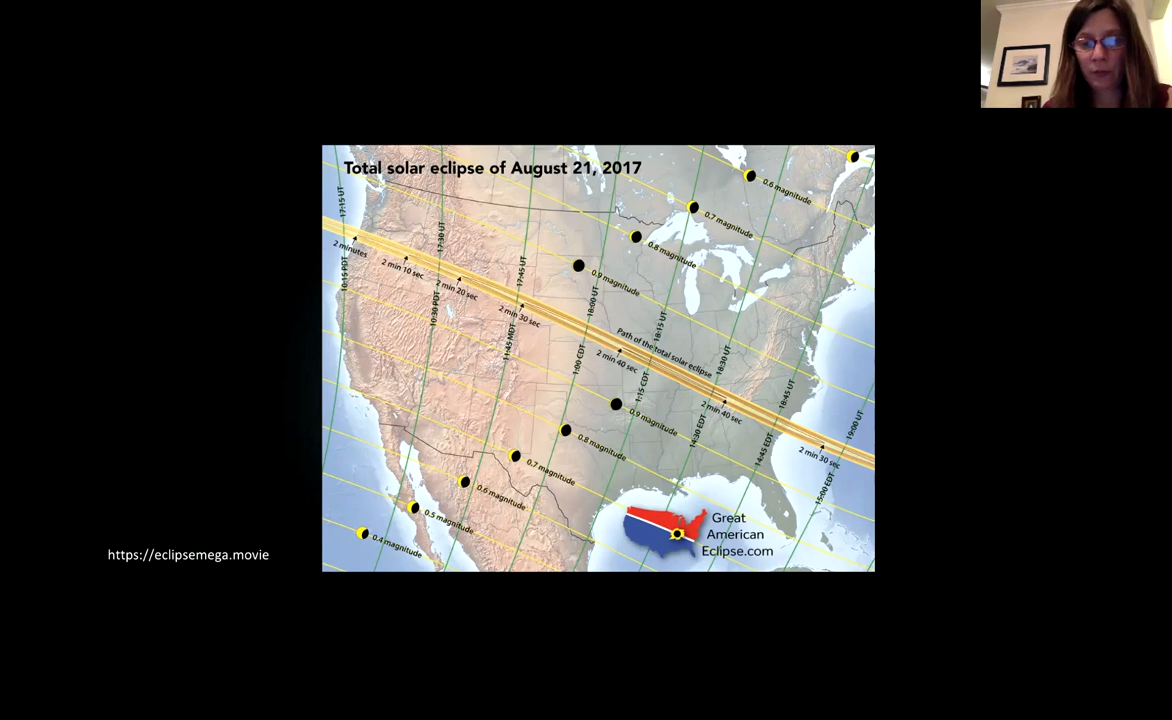 Total solar eclipse of August 21, 2017
0.6 magnitude
0.7 magnitude
0.8 magnitude
0.9 magnitude
17:15 UT
17:30 UT
17:45 UT
18:00 UT
18:15 UT
18:30 UT
18:45 UT
19:00 UT
2 minutes
2 min 10 sec
2 min 20 sec
2 min 30 sec
Path of the total solar eclipse
2 min 40 sec
2 min 40 sec
2 min 30 sec
10:15 PDT
10:30 PDT
11:45 MDT
1:00 CDT
1:15 CDT
14:30 EDT
14:45 EDT
15:00 EDT
0.9 magnitude
0.8 magnitude
0.7 magnitude
0.6 magnitude
0.5 magnitude
0.4 magnitude
Great
American
Eclipse.com
https://eclipsemega.movie